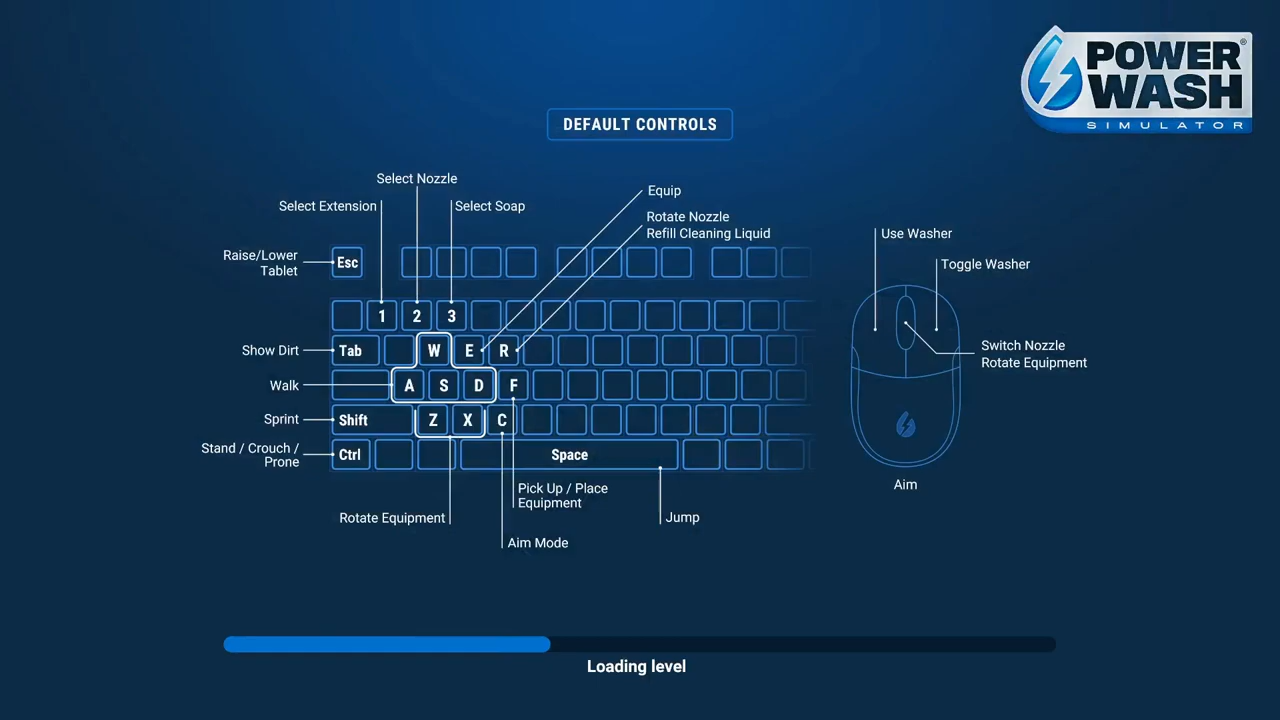 POWER
WASH
SIMULATOR
®
DEFAULT CONTROLS
Select Nozzle
Select Extension
Select Soap
Equip
Rotate Nozzle
Refill Cleaning Liquid
Raise/Lower
Tablet
Esc
1
2
3
Show Dirt
Tab
W
E
R
Walk
A
S
D
F
Sprint
Shift
Z
X
C
Stand / Crouch /
Prone
Ctrl
Space
Pick Up / Place
Equipment
Rotate Equipment
Jump
Aim Mode
Use Washer
Toggle Washer
Switch Nozzle
Rotate Equipment
Aim
Loading level